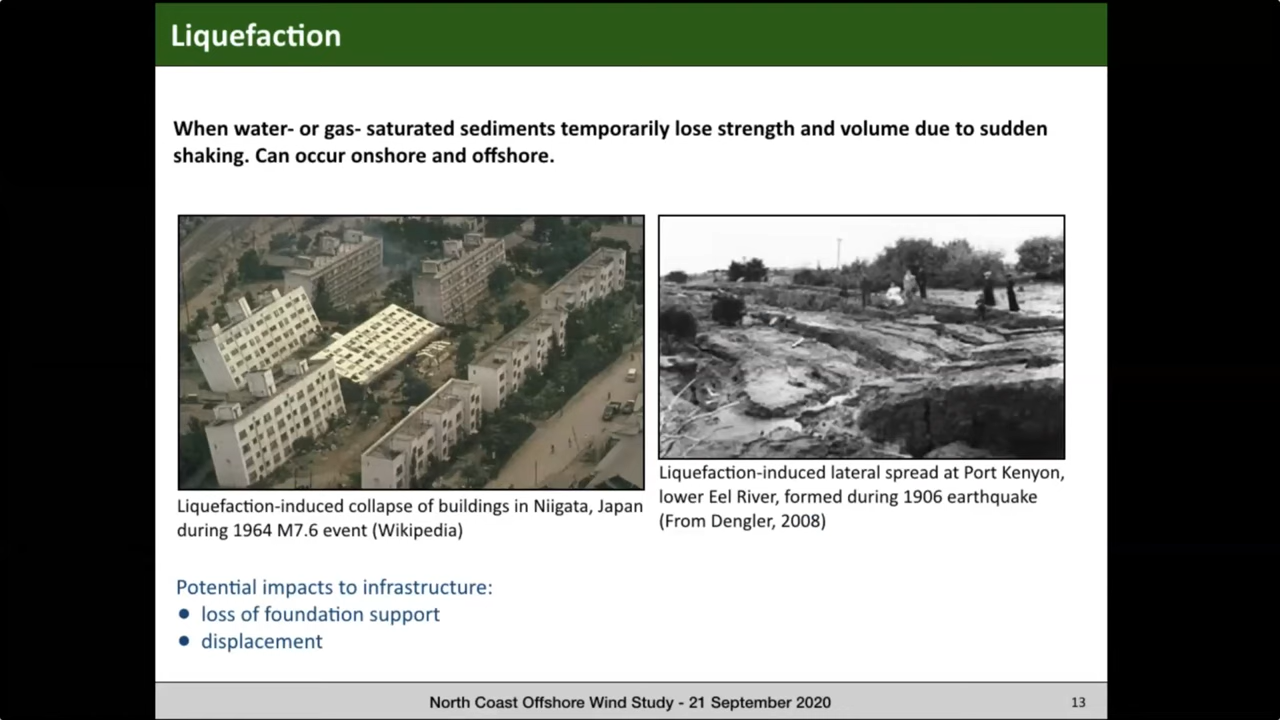 Liquefaction
When water- or gas- saturated sediments temporarily lose strength and volume due to sudden
shaking. Can occur onshore and offshore.
Liquefaction-induced collapse of buildings in Niigata, Japan
during 1964 M7.6 event (Wikipedia)
Liquefaction-induced lateral spread at Port Kenyon,
lower Eel River, formed during 1906 earthquake
(From Dengler, 2008)
Potential impacts to infrastructure:
● loss of foundation support
● displacement
North Coast Offshore Wind Study - 21 September 2020
13